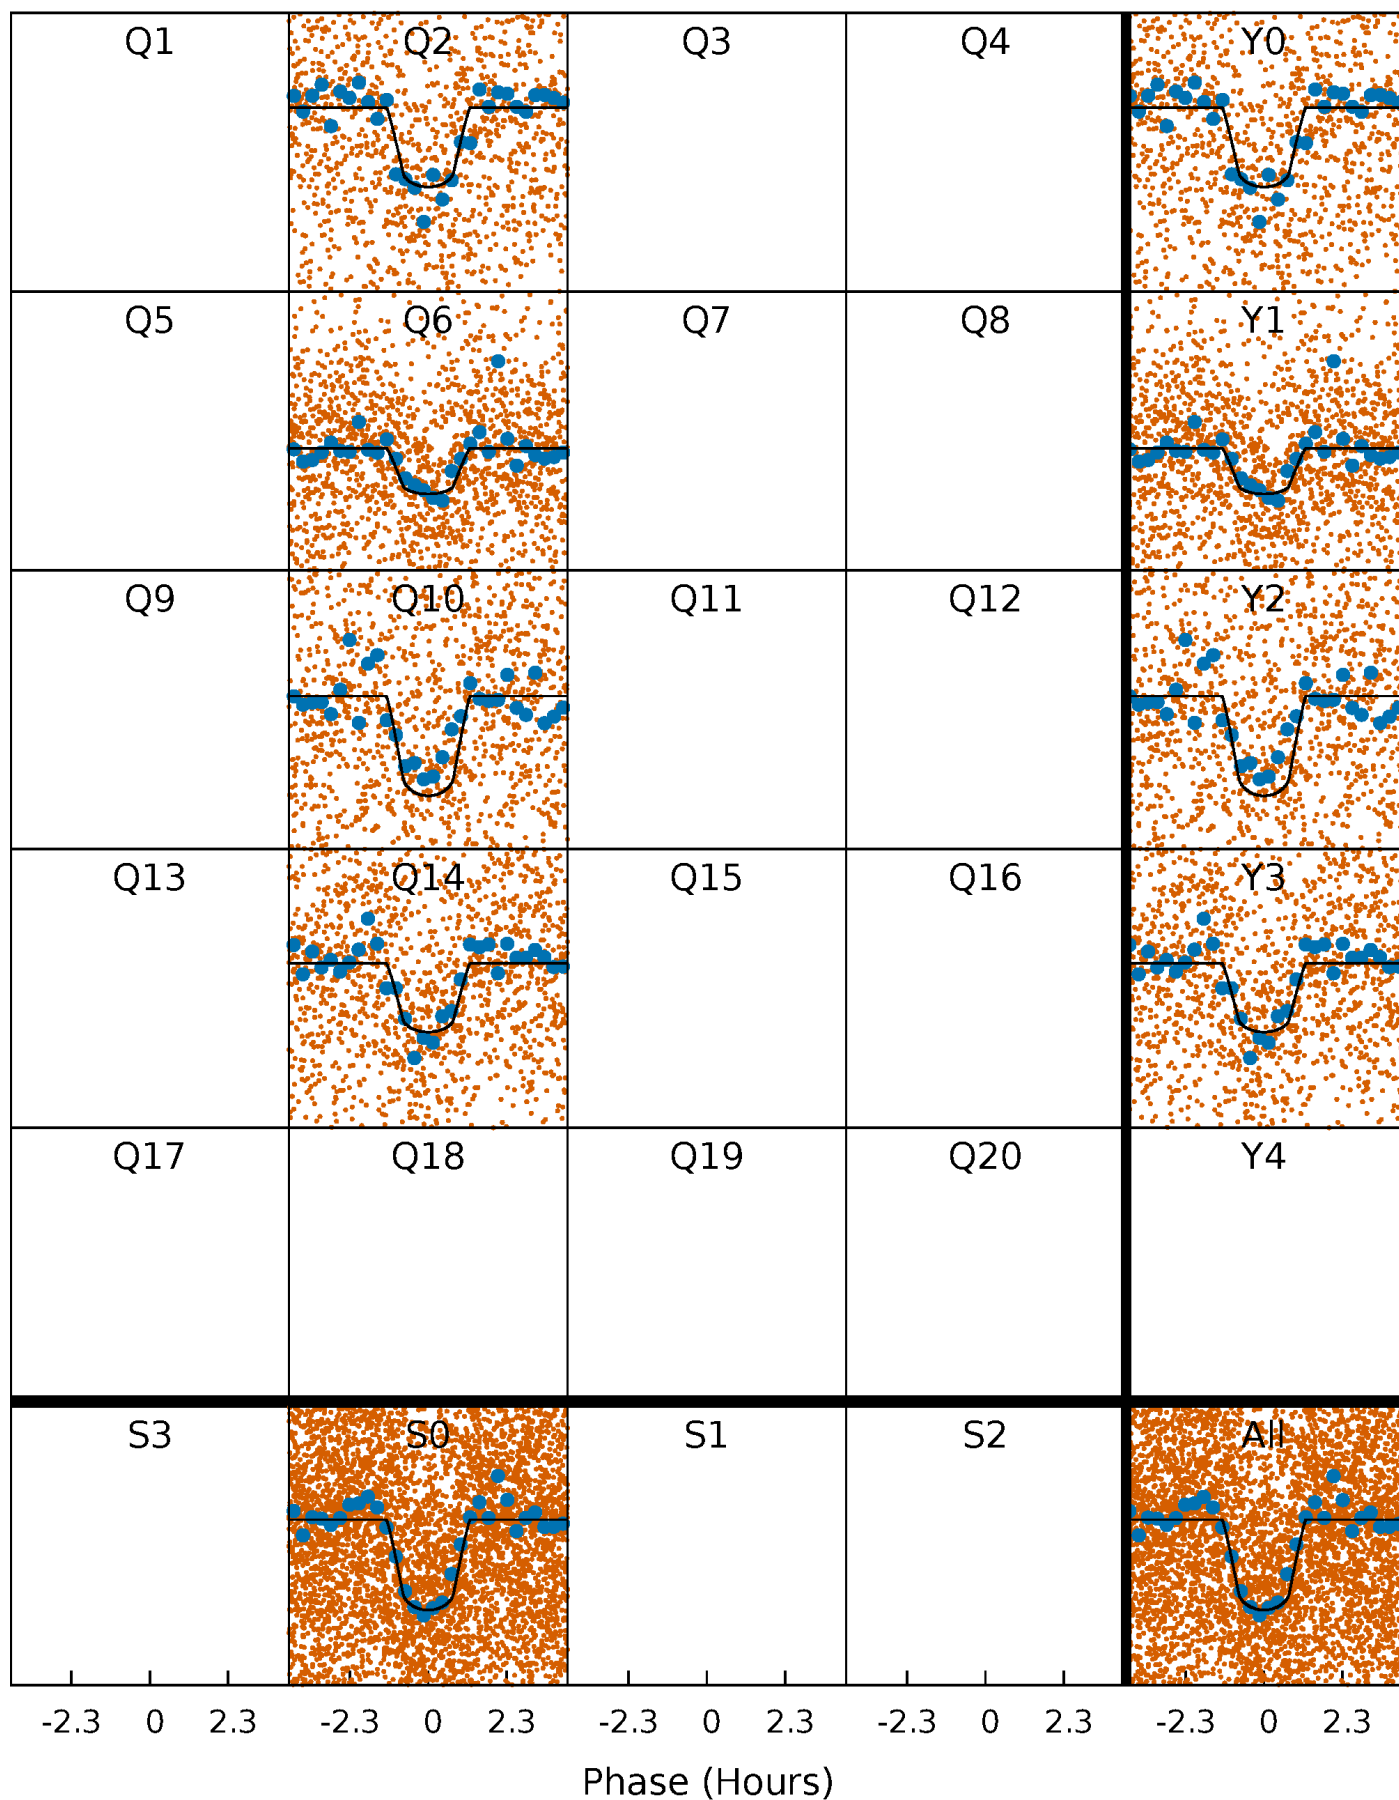 Q1 Q2 Q3 Q4 Y0
Q5 Q6 Q7 Q8 Y1
Q9 Q10 Q11 Q12 Y2
Q13 Q14 Q15 Q16 Y3
Q17 Q18 Q19 Q20 Y4
S3 S0 S1 S2 All
-2.3 0 2.3 -2.3 0 2.3 -2.3 0 2.3 -2.3 0 2.3 -2.3 0 2.3
Phase (Hours)